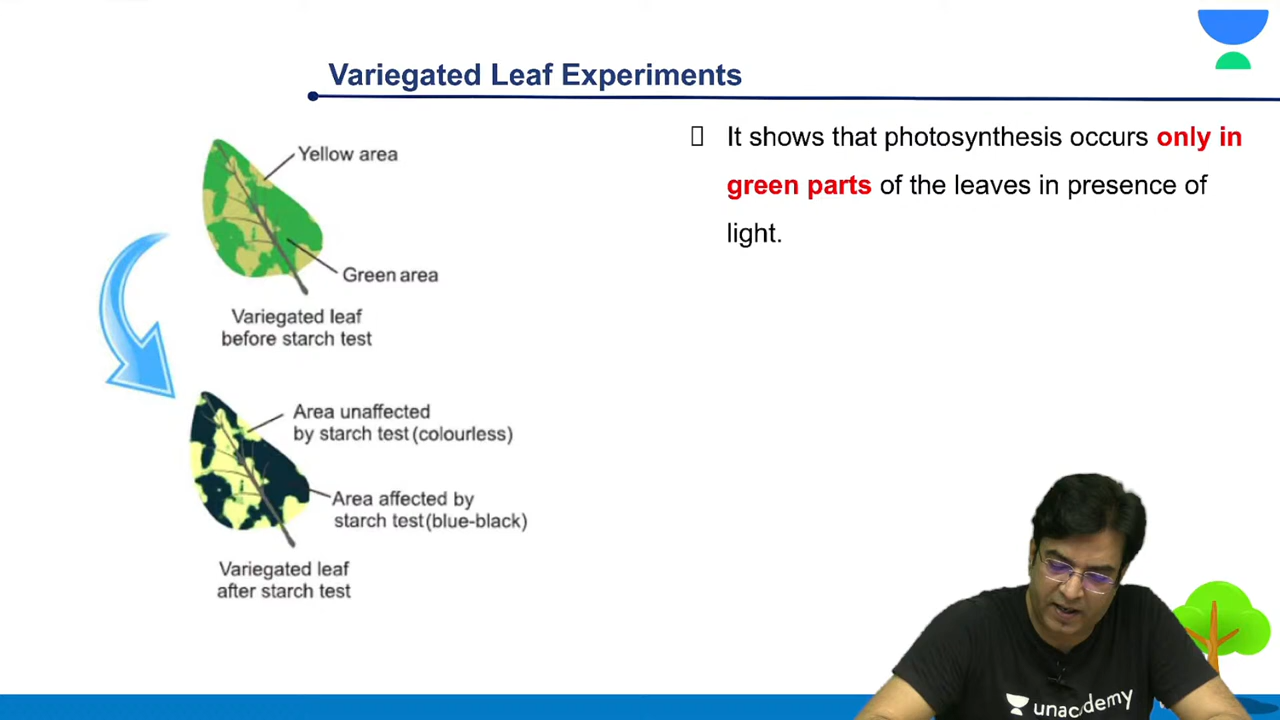 Variegated Leaf Experiments
Yellow area
Green area
Variegated leaf
before starch test
Area unaffected
by starch test (colourless)
Area affected by
starch test (blue-black)
Variegated leaf
after starch test
It shows that photosynthesis occurs only in
green parts of the leaves in presence of
light.
unacademy